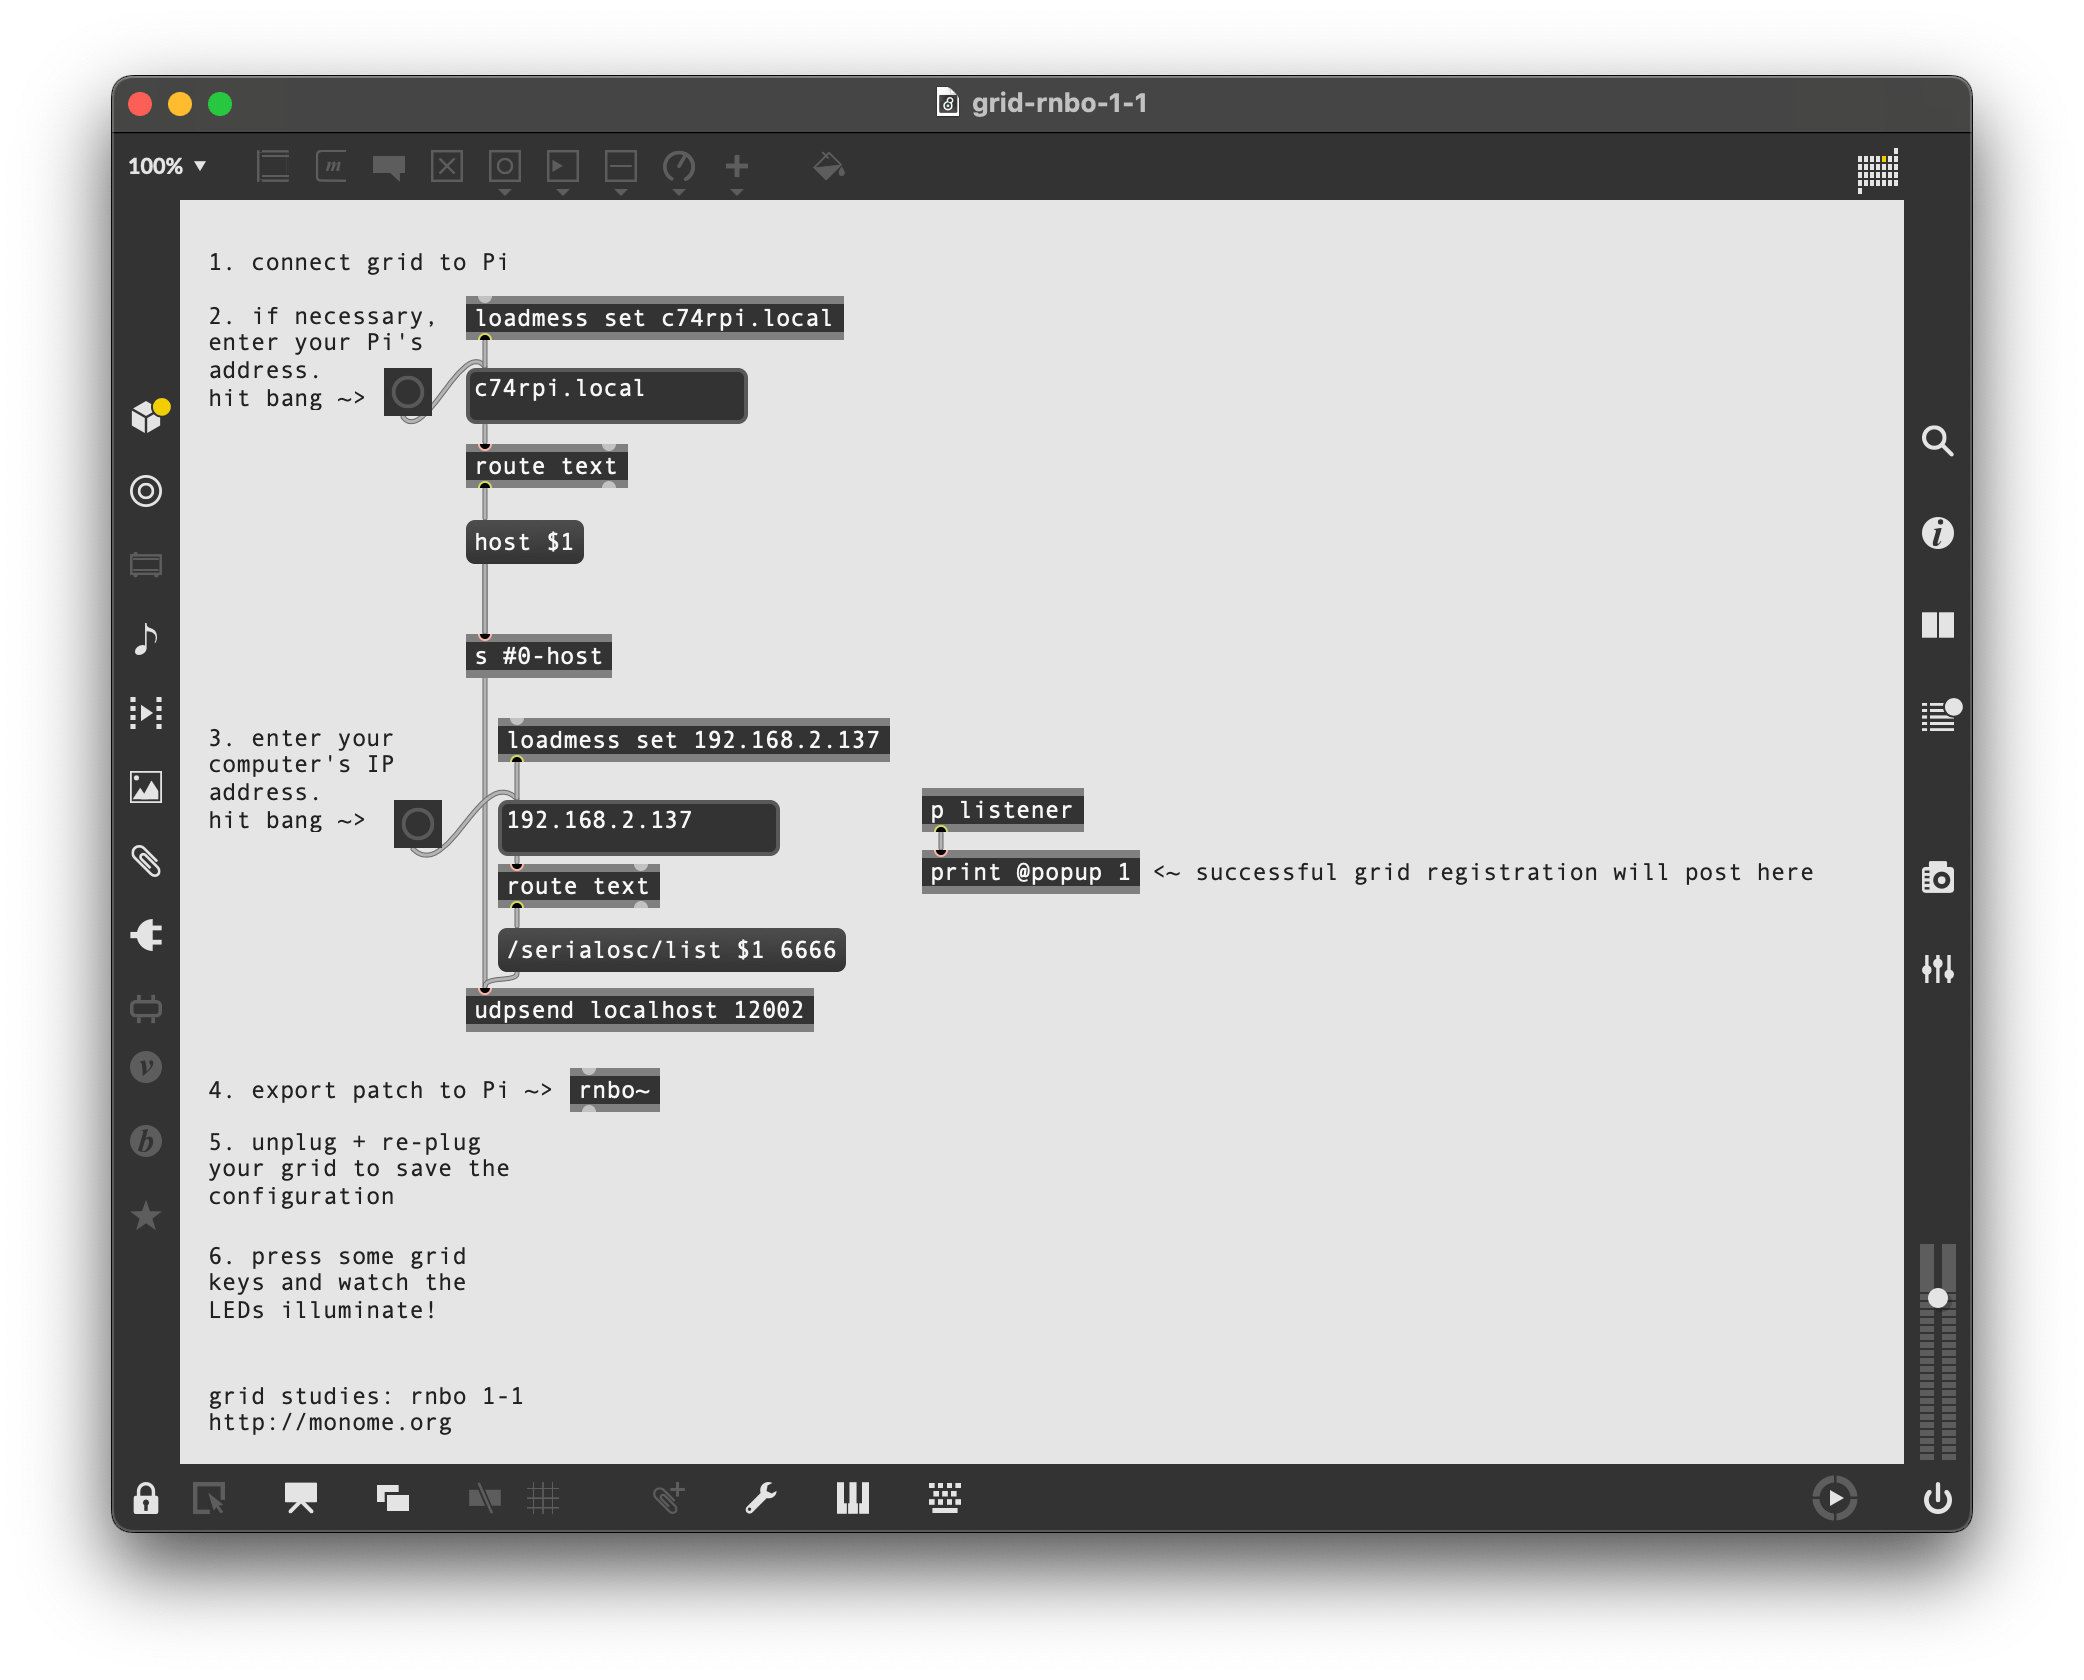 grid-rnbo-1-1
100%
1. connect grid to Pi
2. if necessary,
enter your Pi's
address.
hit bang ~>
loadmess set c74rpi.local
c74rpi.local
route text
host $1
s #0-host
3. enter your
computer's IP
address.
hit bang ~>
loadmess set 192.168.2.137
192.168.2.137
route text
/serialosc/list $1 6666
udpsend localhost 12002
p listener
print @popup 1
<~ successful grid registration will post here
4. export patch to Pi ~>
rnbo~
5. unplug + re-plug
your grid to save the
configuration
6. press some grid
keys and watch the
LEDs illuminate!
grid studies: rnbo 1-1
http://monome.org